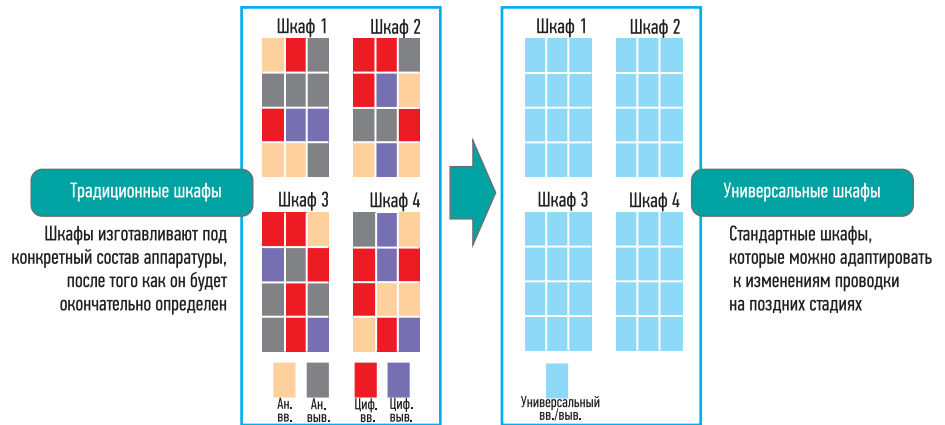 Шкаф 1
Шкаф 2
Шкаф 3
Шкаф 4
Ан.
вв.
Ан.
выв.
Циф.
вв.
Циф.
выв.
Традиционные шкафы
Шкафы изготавливают под
конкретный состав аппаратуры,
после того как он будет
окончательно определен
Шкаф 1
Шкаф 2
Шкаф 3
Шкаф 4
Универсальный
вв./выв.
Универсальные шкафы
Стандартные шкафы,
которые можно адаптировать
к изменениям проводки
на поздних стадиях